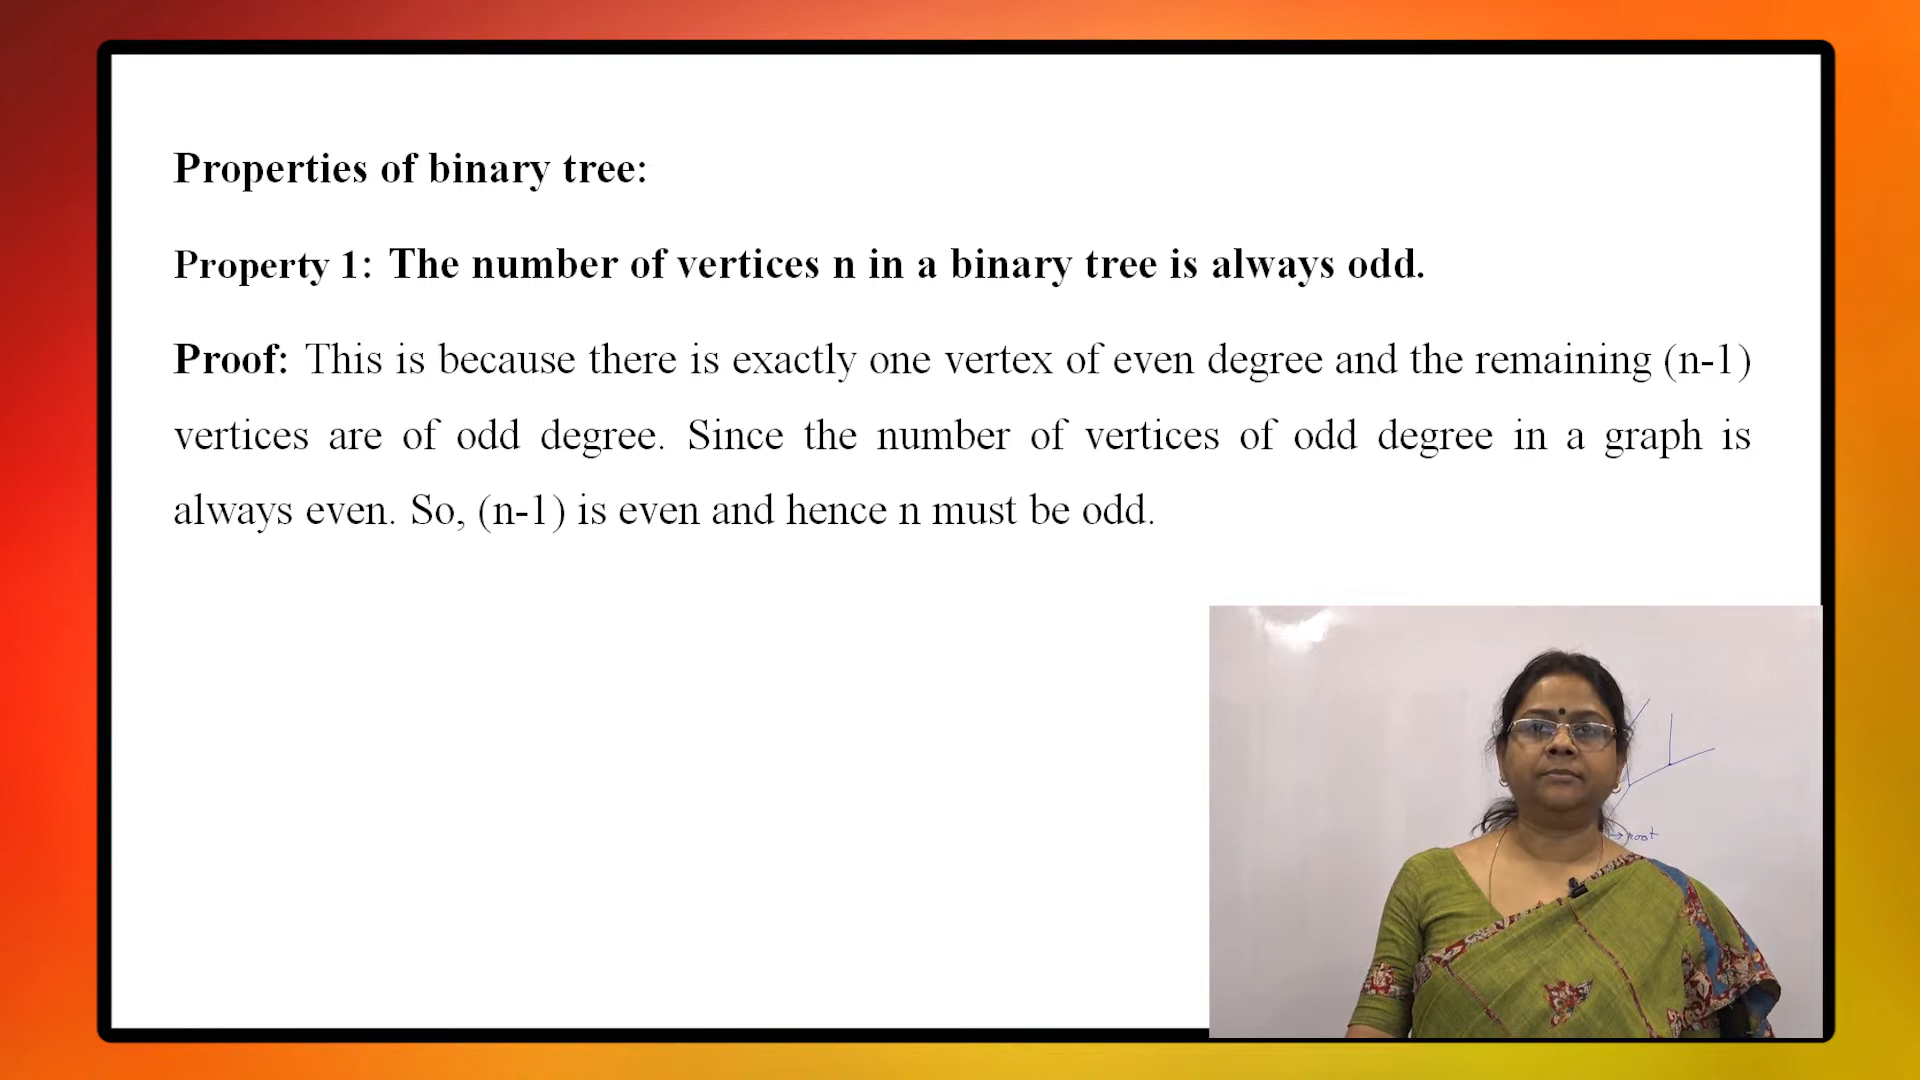 Properties of binary tree:
Property 1: The number of vertices n in a binary tree is always odd.
Proof: This is because there is exactly one vertex of even degree and the remaining (n-1)
vertices are of odd degree. Since the number of vertices of odd degree in a graph is
always even. So, (n-1) is even and hence n must be odd.
root